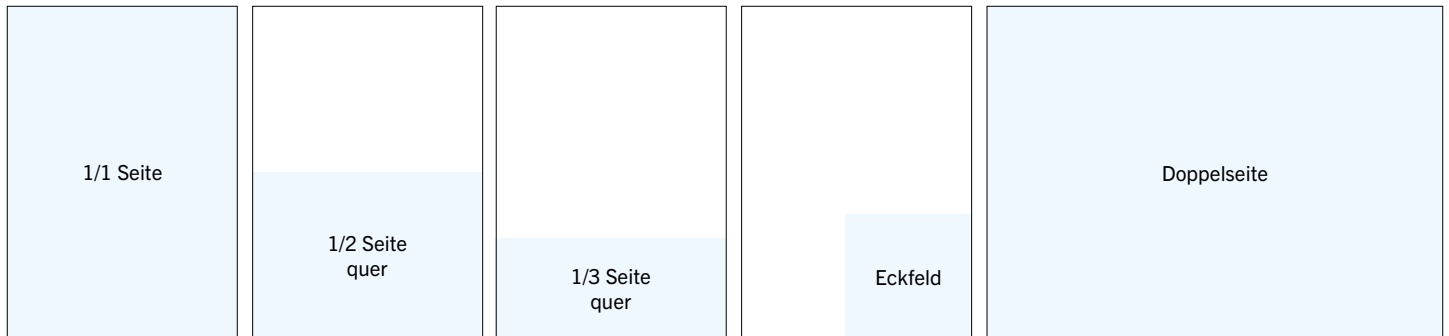 1/1 Seite
1/2 Seite
quer
1/3 Seite
quer
Eckfeld
Doppelseite